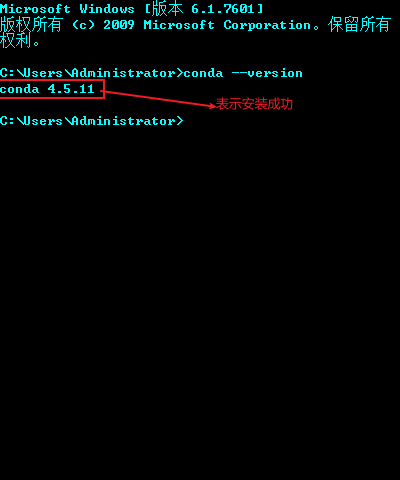 Microsoft Windows [版本 6.1.7601]
版权所有 (c) 2009 Microsoft Corporation。保留所有
权利。
C:\Users\Administrator>conda --version
conda 4.5.11
表示安装成功
C:\Users\Administrator>